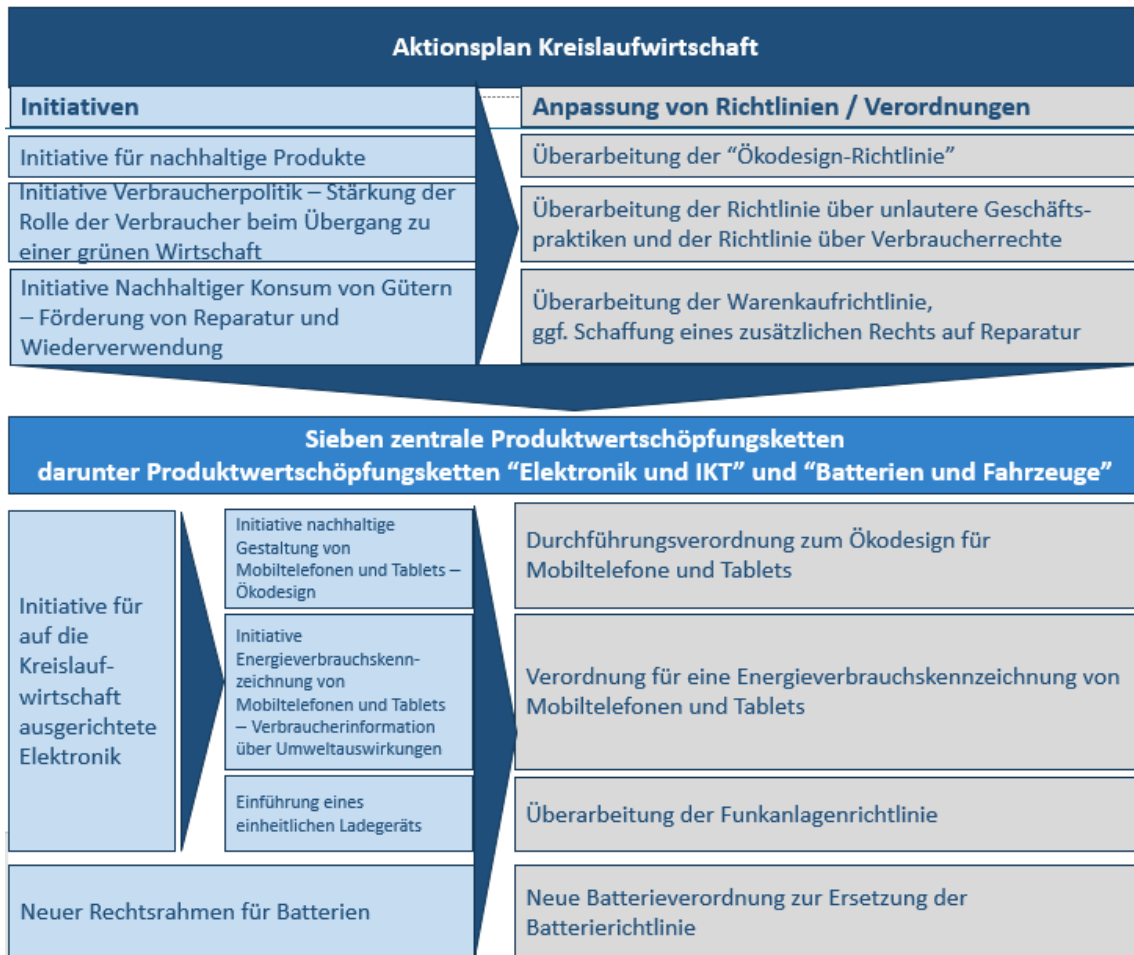 Aktionsplan Kreislaufwirtschaft
Initiativen
Anpassung von Richtlinien / Verordnungen
Initiative für nachhaltige Produkte
Überarbeitung der “Ökodesign-Richtlinie”
Initiative Verbraucherpolitik – Stärkung der
Rolle der Verbraucher beim Übergang zu
einer grünen Wirtschaft
Überarbeitung der Richtlinie über unlautere Geschäfts-
praktiken und der Richtlinie über Verbraucherrechte
Initiative Nachhaltiger Konsum von Gütern
– Förderung von Reparatur und
Wiederverwendung
Überarbeitung der Warenkaufrichtlinie,
ggf. Schaffung eines zusätzlichen Rechts auf Reparatur
Sieben zentrale Produktwertschöpfungsketten
darunter Produktwertschöpfungsketten “Elektronik und IKT” und “Batterien und Fahrzeuge”
Initiative für
auf die
Kreislauf-
wirtschaft
ausgerichtete
Elektronik
Initiative nachhaltige
Gestaltung von
Mobiltelefonen und Tablets –
Ökodesign
Durchführungsverordnung zum Ökodesign für
Mobiltelefone und Tablets
Initiative
Energieverbrauchskenn-
zeichnung von
Mobiltelefonen und Tablets
– Verbraucherinformation
über Umweltauswirkungen
Verordnung für eine Energieverbrauchskennzeichnung von
Mobiltelefonen und Tablets
Einführung eines
einheitlichen Ladegeräts
Überarbeitung der Funkanlagenrichtlinie
Neuer Rechtsrahmen für Batterien
Neue Batterieverordnung zur Ersetzung der
Batterierichtlinie